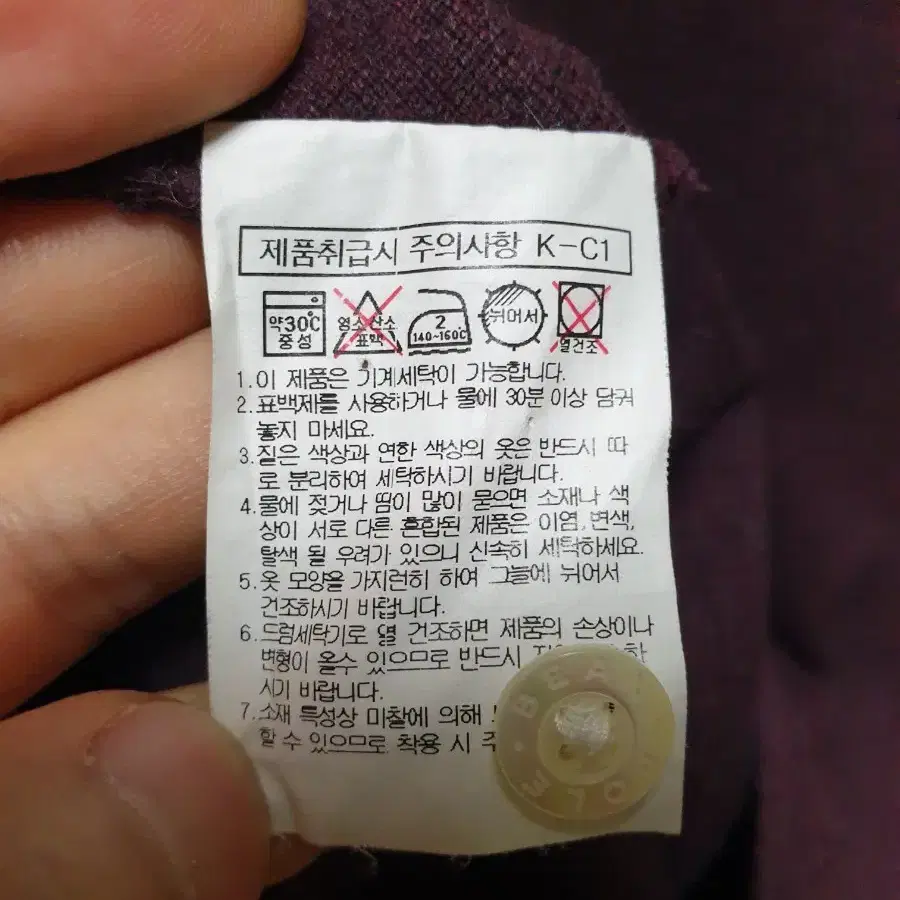 제품취급시 주의사항 K-C1
약30℃
중성
염소산소
표백
2
140~160℃
뉘어서
열건조
1.이 제품은 기계세탁이 가능합니다.
2.표백제를 사용하거나 물에 30분 이상 담궈
놓지 마세요.
3.짙은 색상과 연한 색상의 옷은 반드시 따
로 분리하여 세탁하시기 바랍니다.
4.물에 젖거나 땀이 많이 묻으면 소재나 색
상이 서로 다른 혼합된 제품은 이염,변색,
탈색 될 우려가 있으니 신속히 세탁하세요.
5.옷 모양을 가지런히 하여 그늘에 뉘어서
건조하시기 바랍니다.
6.드럼세탁기로 열 건조하면 제품의 손상이나
변형이 올수 있으므로 반드시
시기 바랍니다.
7.소재 특성상 마찰에 의해
할 수 있으므로 착용 시
BEA
POLE